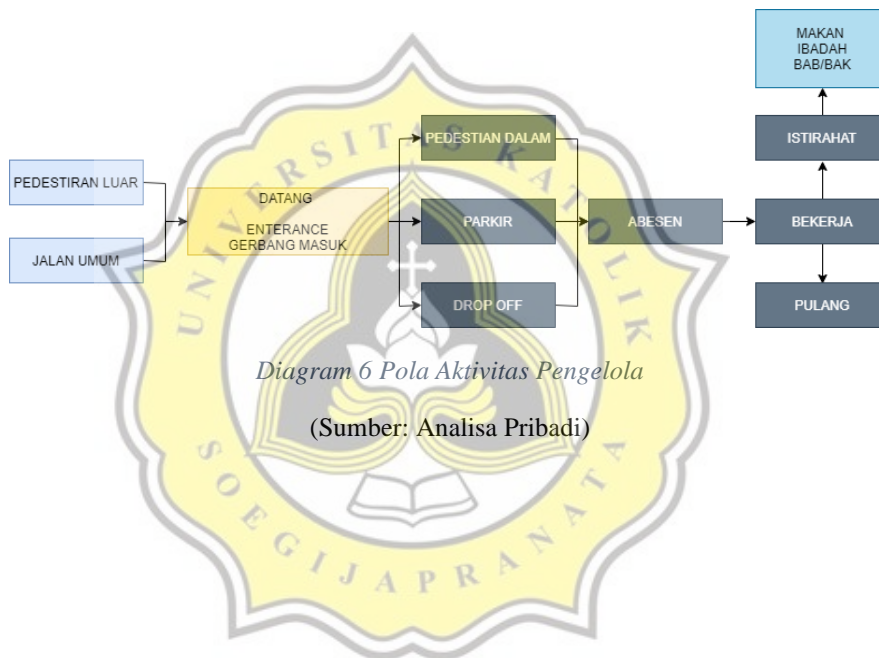 PEDESTIRAN LUAR
JALAN UMUM
DATANG
ENTERANCE
GERBANG MASUK
PEDESTIAN DALAM
PARKIR
DROP OFF
ABESEN
MAKAN
IBADAH
BAB/BAK
ISTIRAHAT
BEKERJA
PULANG
Diagram 6 Pola Aktivitas Pengelola
(Sumber: Analisa Pribadi)
UNIVERSITAS KATOLIK
SOEGIJAPRANATA